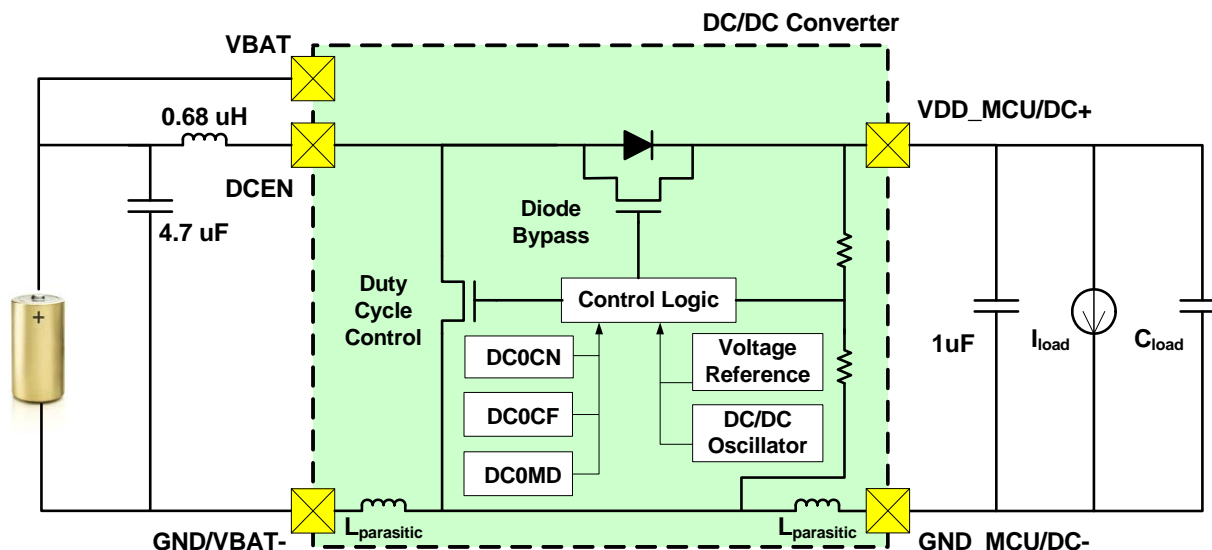 DC/DC Converter
VBAT
0.68 uH
VDD_MCU/DC+
DCEN
4.7 uF
Diode
Bypass
Duty
Cycle
Control
Control Logic
+
DC0CN
DC0CF
DC0MD
Voltage
Reference
DC/DC
Oscillator
1uF
Iload
Cload
Lparasitic
Lparasitic
GND/VBAT-
GND_MCU/DC-